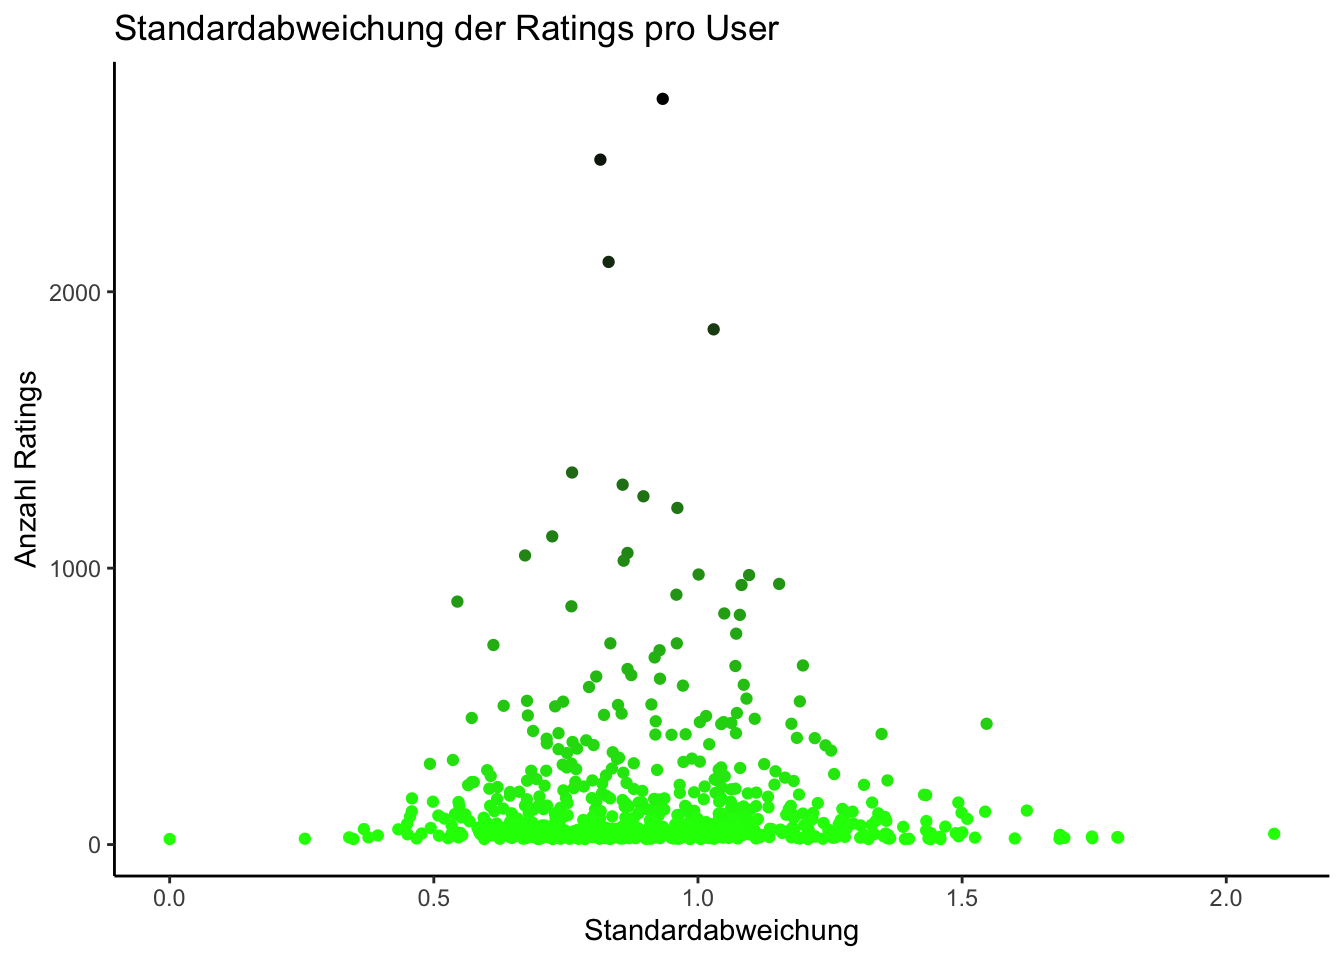 Standardabweichung der Ratings pro User
Anzahl Ratings
2000
1000
0
0.0 0.5 1.0 1.5 2.0
Standardabweichung